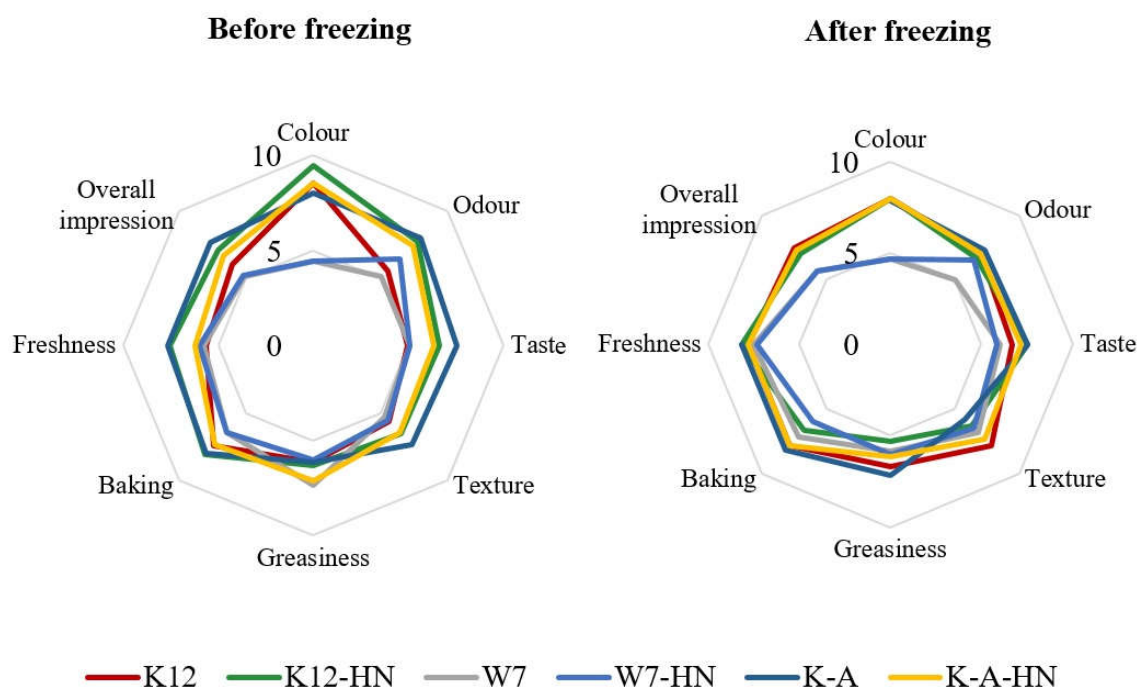 Before freezing
Colour
10
Overall
impression
Odour
5
Freshness
0
Taste
Baking
Texture
Greasiness
After freezing
Colour
10
Overall
impression
Odour
5
Freshness
0
Taste
Baking
Texture
Greasiness
K12 K12-HN W7 W7-HN K-A K-A-HN